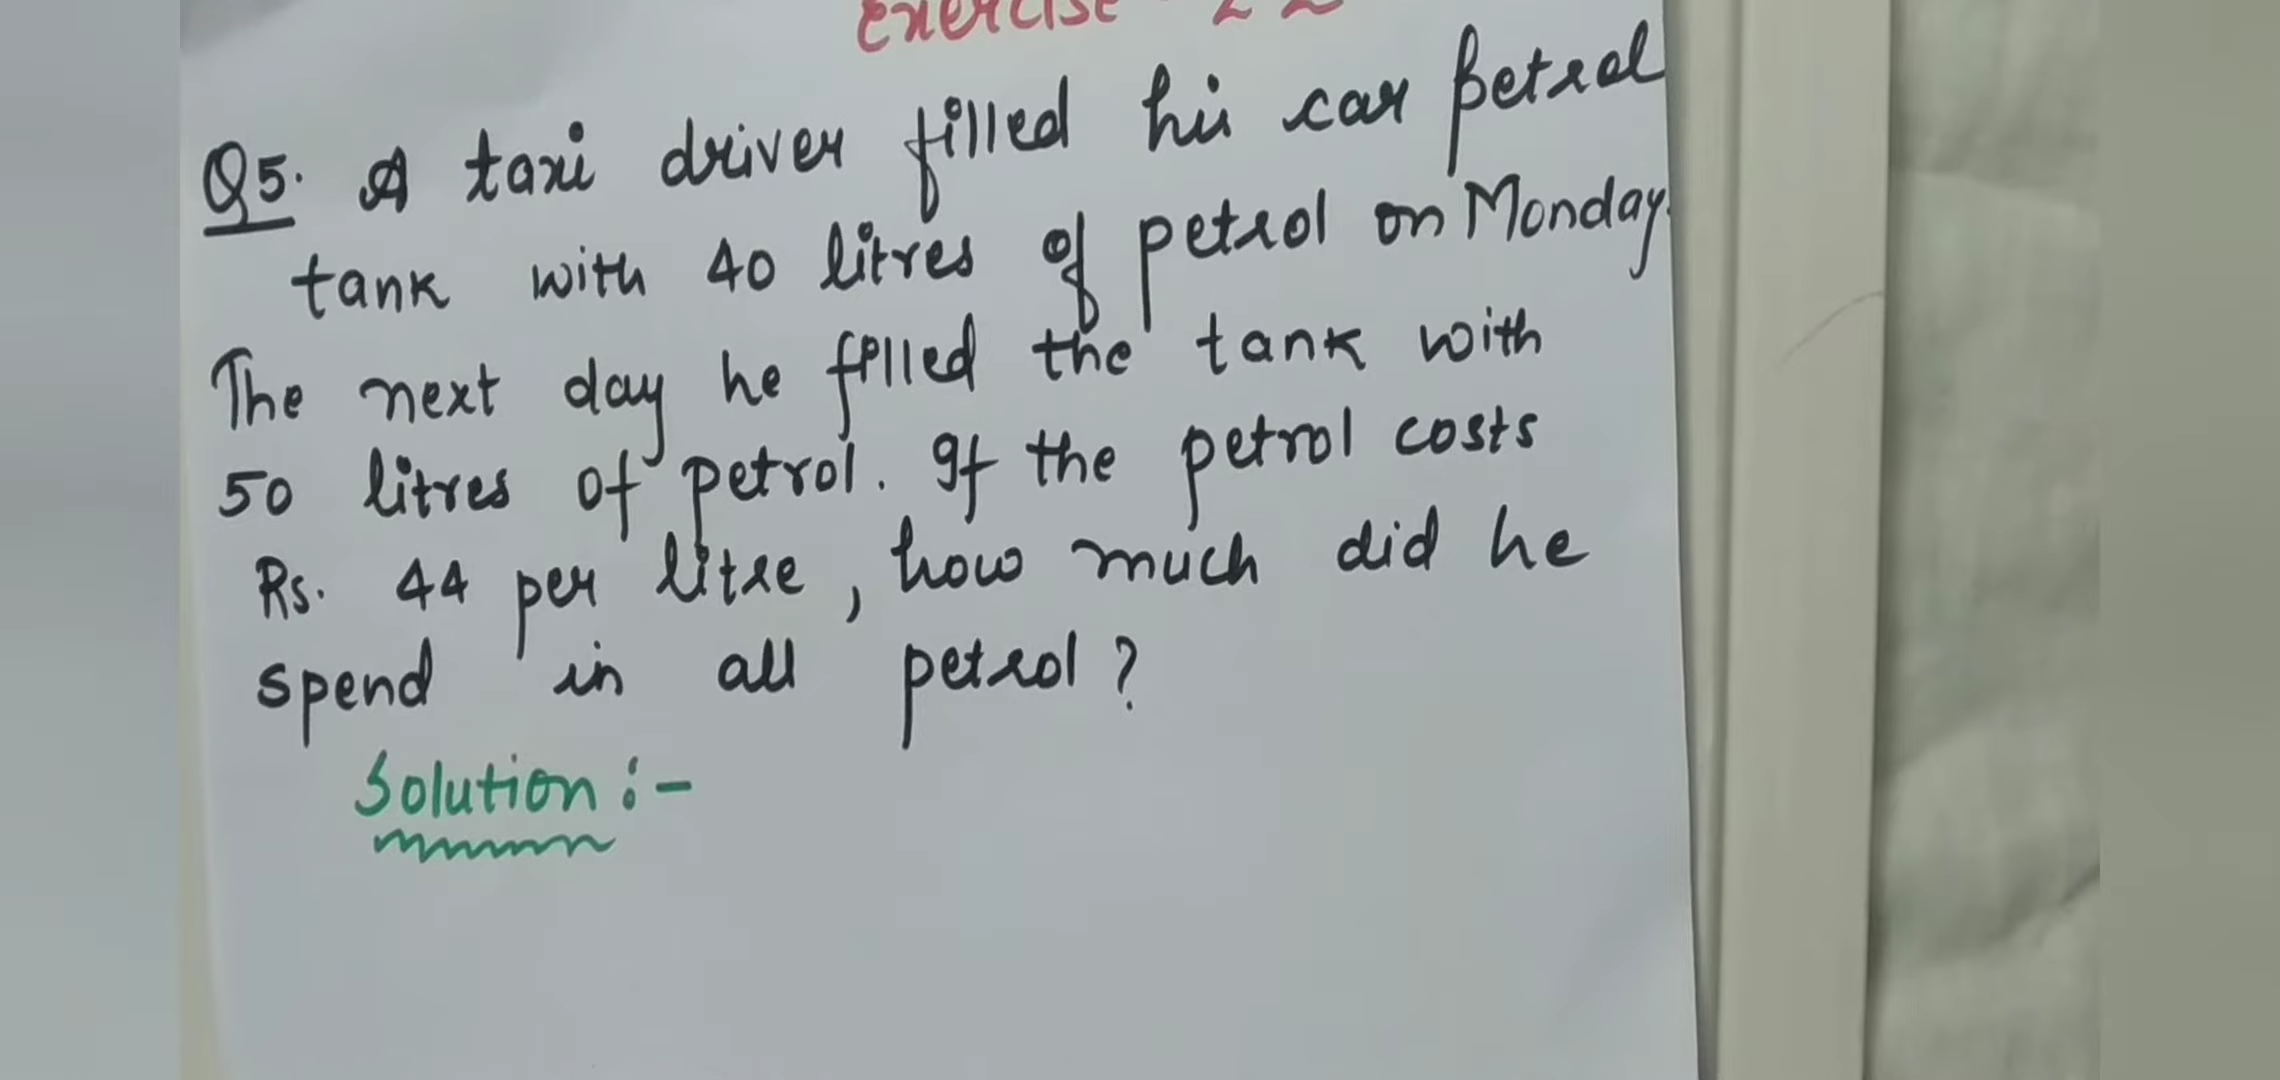 Exercise
Q5. A taxi driver filled his car petrol
tank with 40 litres of petrol on Monday.
The next day he filled the tank with
50 litres of petrol. If the petrol costs
Rs. 44 per litre, how much did he
spend in all petrol?
Solution :-